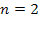 𝑛 = 2